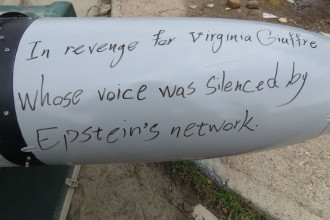 In revenge for Virginia Giuffre
Whose voice was silenced by
Epstein's network.